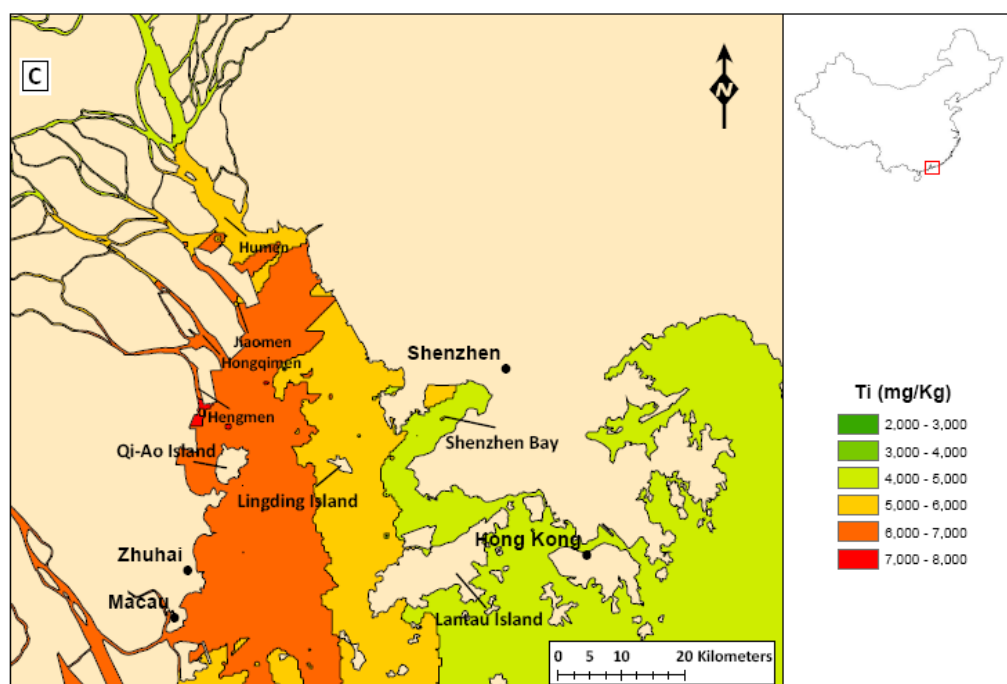 C
N
Humen
Jiaomen
Hongqimen
Hengmen
Qi-Ao Island
Lingding Island
Shenzhen
Shenzhen Bay
Zhuhai
Macau
Hong Kong
Lantau Island
0 5 10 20 Kilometers
Ti (mg/Kg)
2,000 - 3,000
3,000 - 4,000
4,000 - 5,000
5,000 - 6,000
6,000 - 7,000
7,000 - 8,000